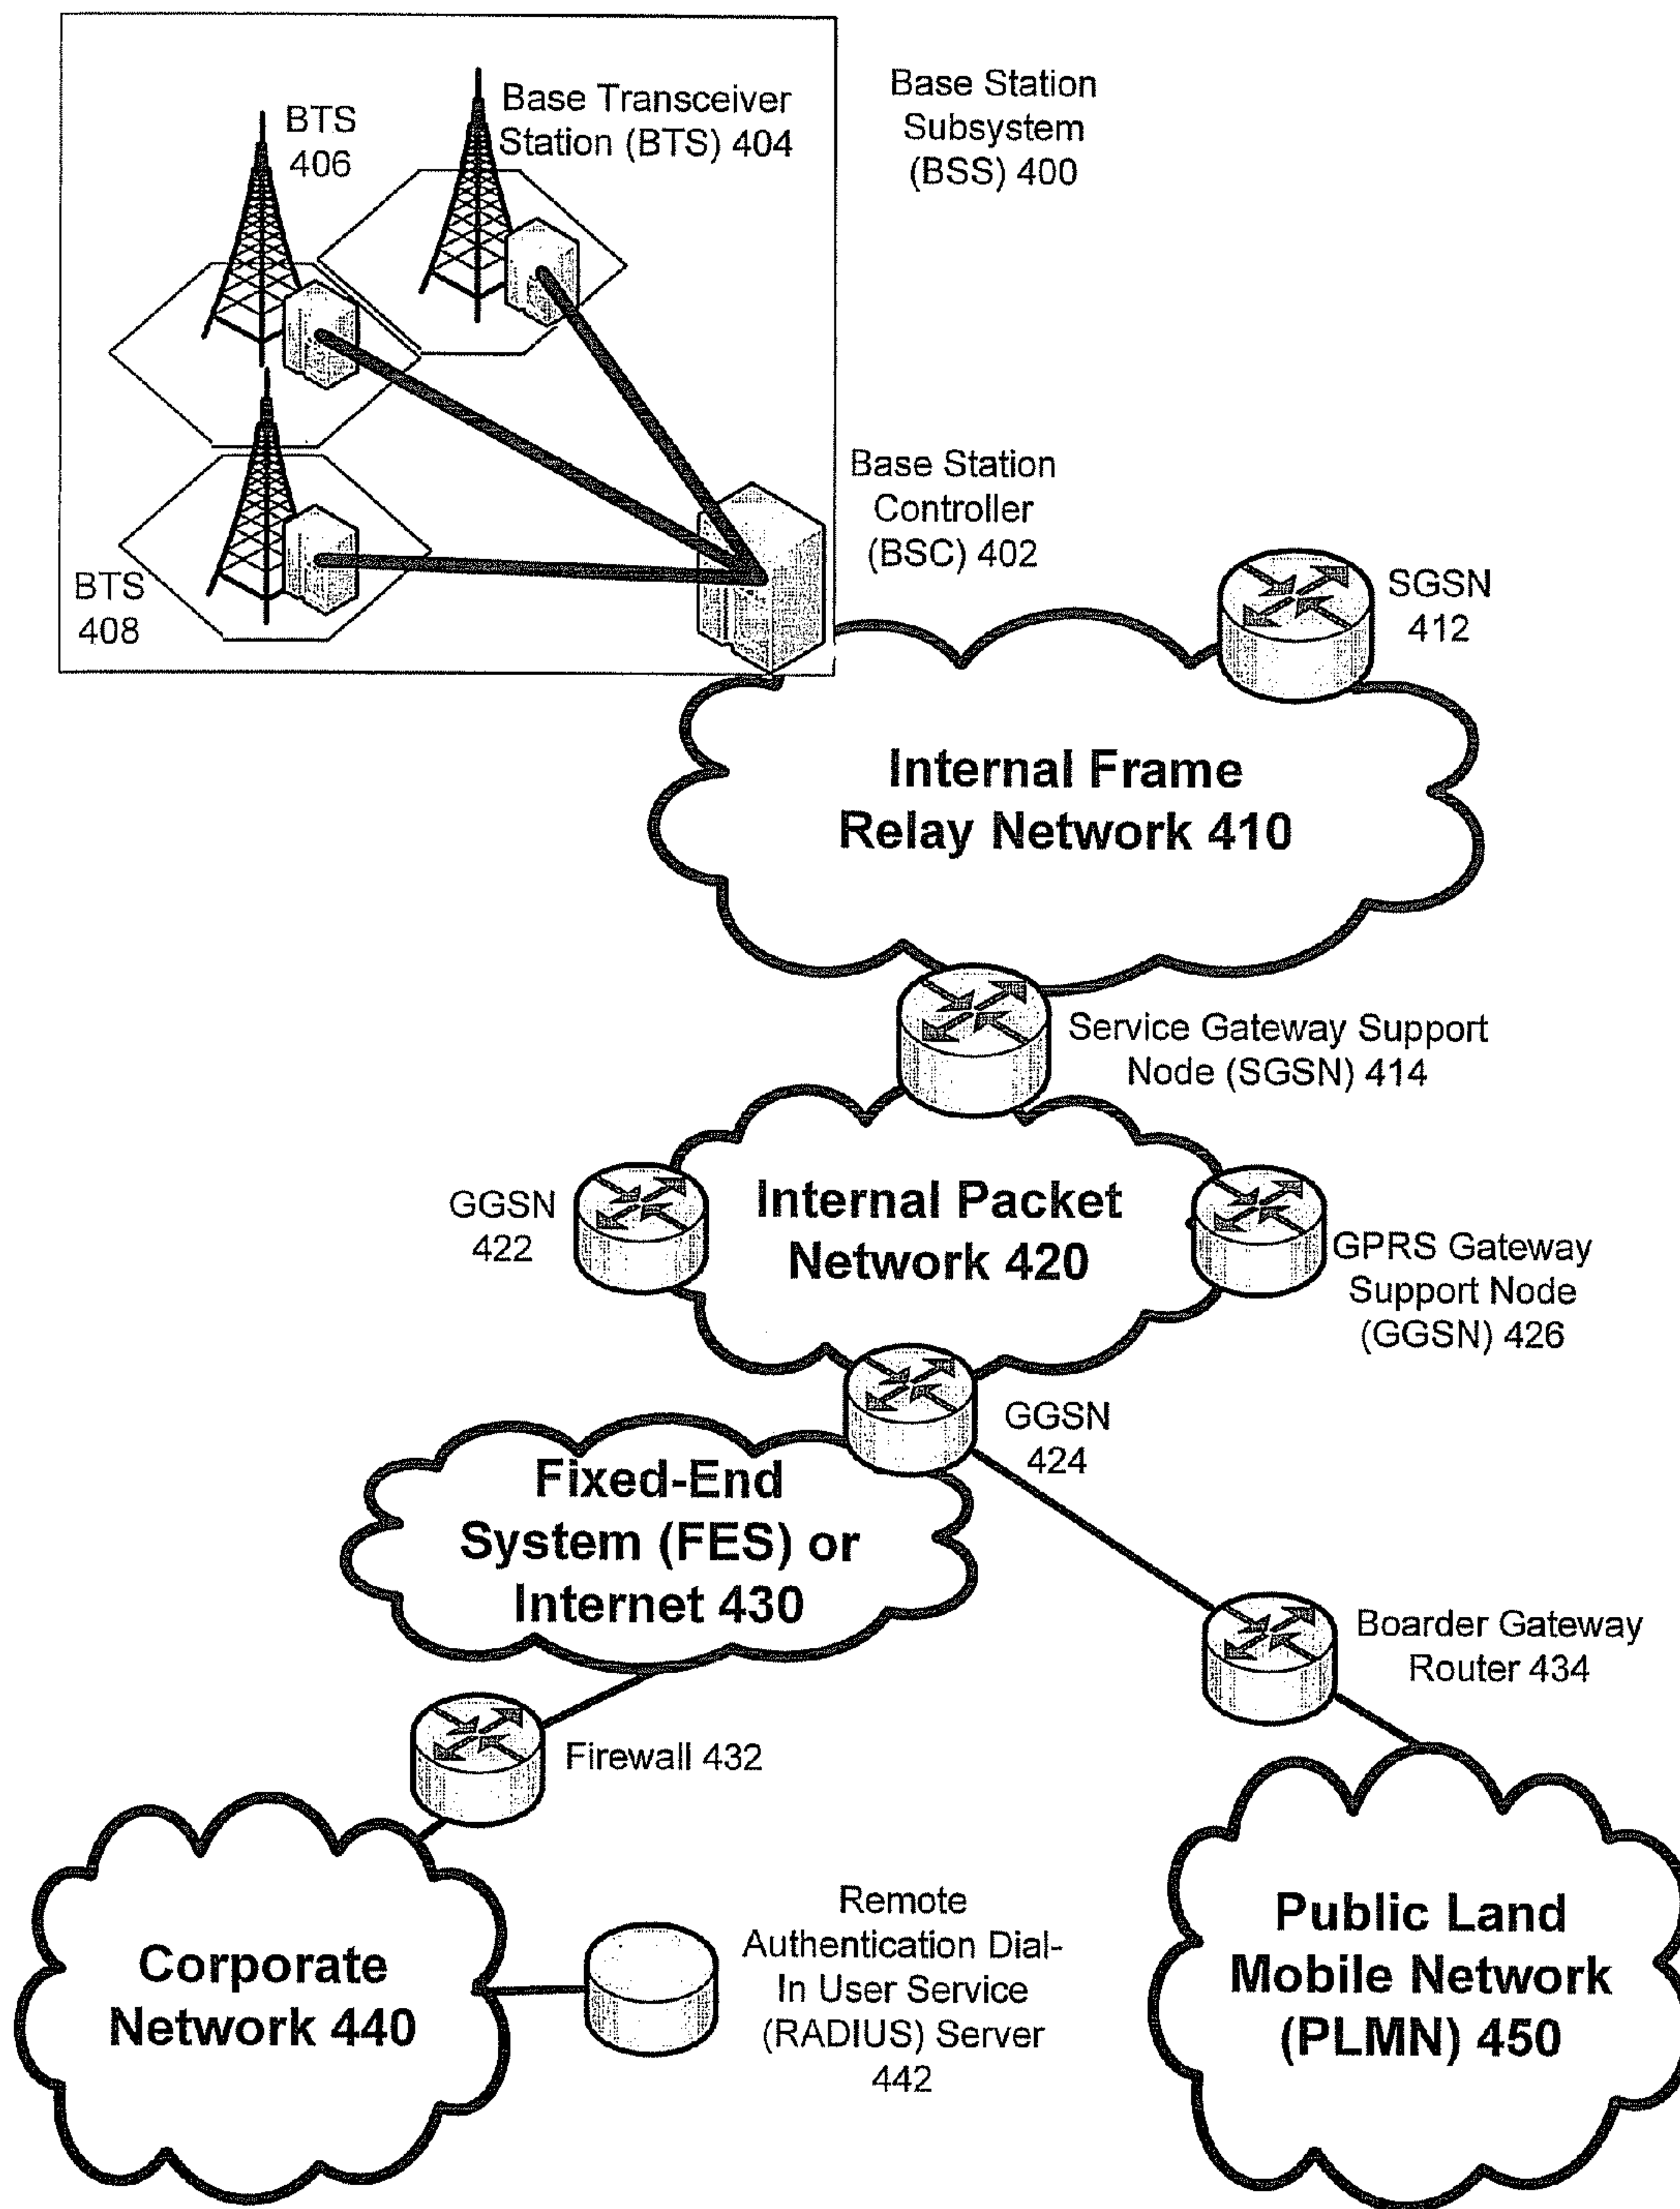 BTS
406
Base Transceiver
Station (BTS) 404
Base Station
Subsystem
(BSS) 400
BTS
408
Base Station
Controller
(BSC) 402
SGSN
412
Internal Frame
Relay Network 410
Service Gateway Support
Node (SGSN) 414
GGSN
422
Internal Packet
Network 420
GPRS Gateway
Support Node
(GGSN) 426
GGSN
424
Fixed-End
System (FES) or
Internet 430
Boarder Gateway
Router 434
Firewall 432
Corporate
Network 440
Remote
Authentication Dial-
In User Service
(RADIUS) Server
442
Public Land
Mobile Network
(PLMN) 450